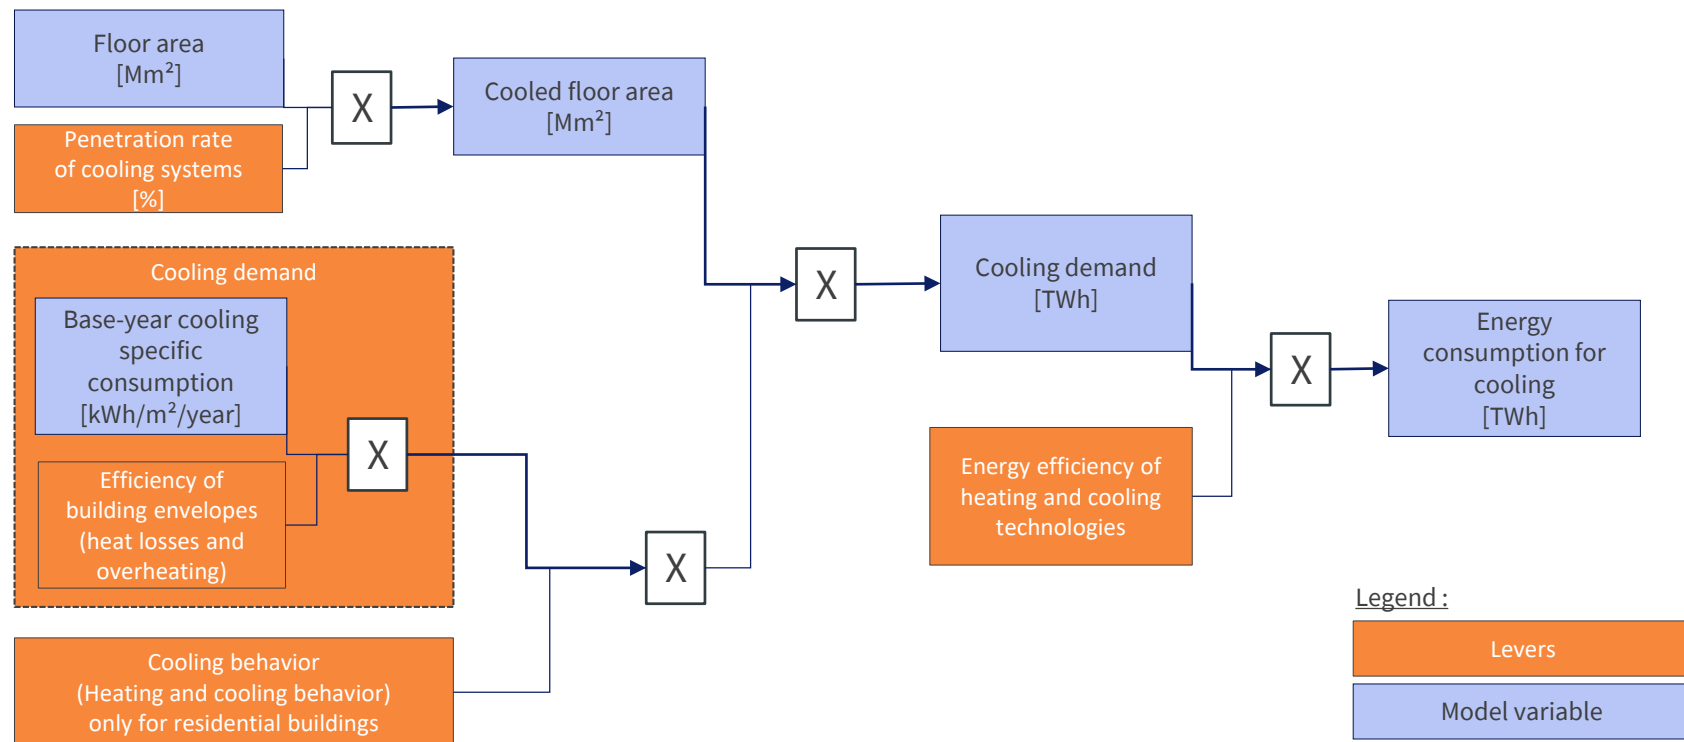 Floor area
[Mm²]
X
Cooled floor area
[Mm²]
Penetration rate
of cooling systems
[%]
Cooling demand
Base-year cooling
specific
consumption
[kWh/m²/year]
X
Efficiency of
building envelopes
(heat losses and
overheating)
X
Cooling behavior
(Heating and cooling behavior)
only for residential buildings
X
Cooling demand
[TWh]
Energy efficiency of
heating and cooling
technologies
X
Energy
consumption for
cooling
[TWh]
Legend :
Levers
Model variable